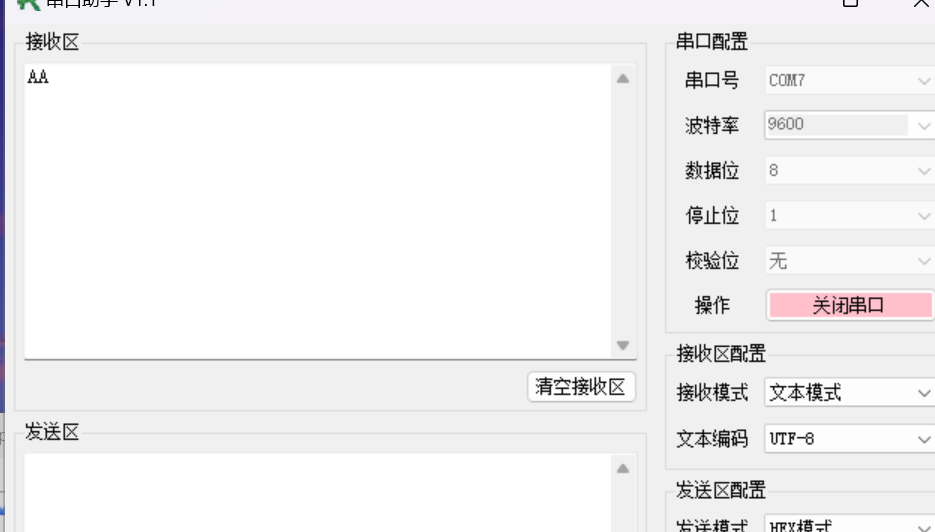 串口助手 V1.1
接收区
AA
清空接收区
发送区
串口配置
串口号 COM7
波特率 9600
数据位 8
停止位 1
校验位 无
操作 关闭串口
接收区配置
接收模式 文本模式
文本编码 UTF-8
发送区配置
发送模式 HEX模式